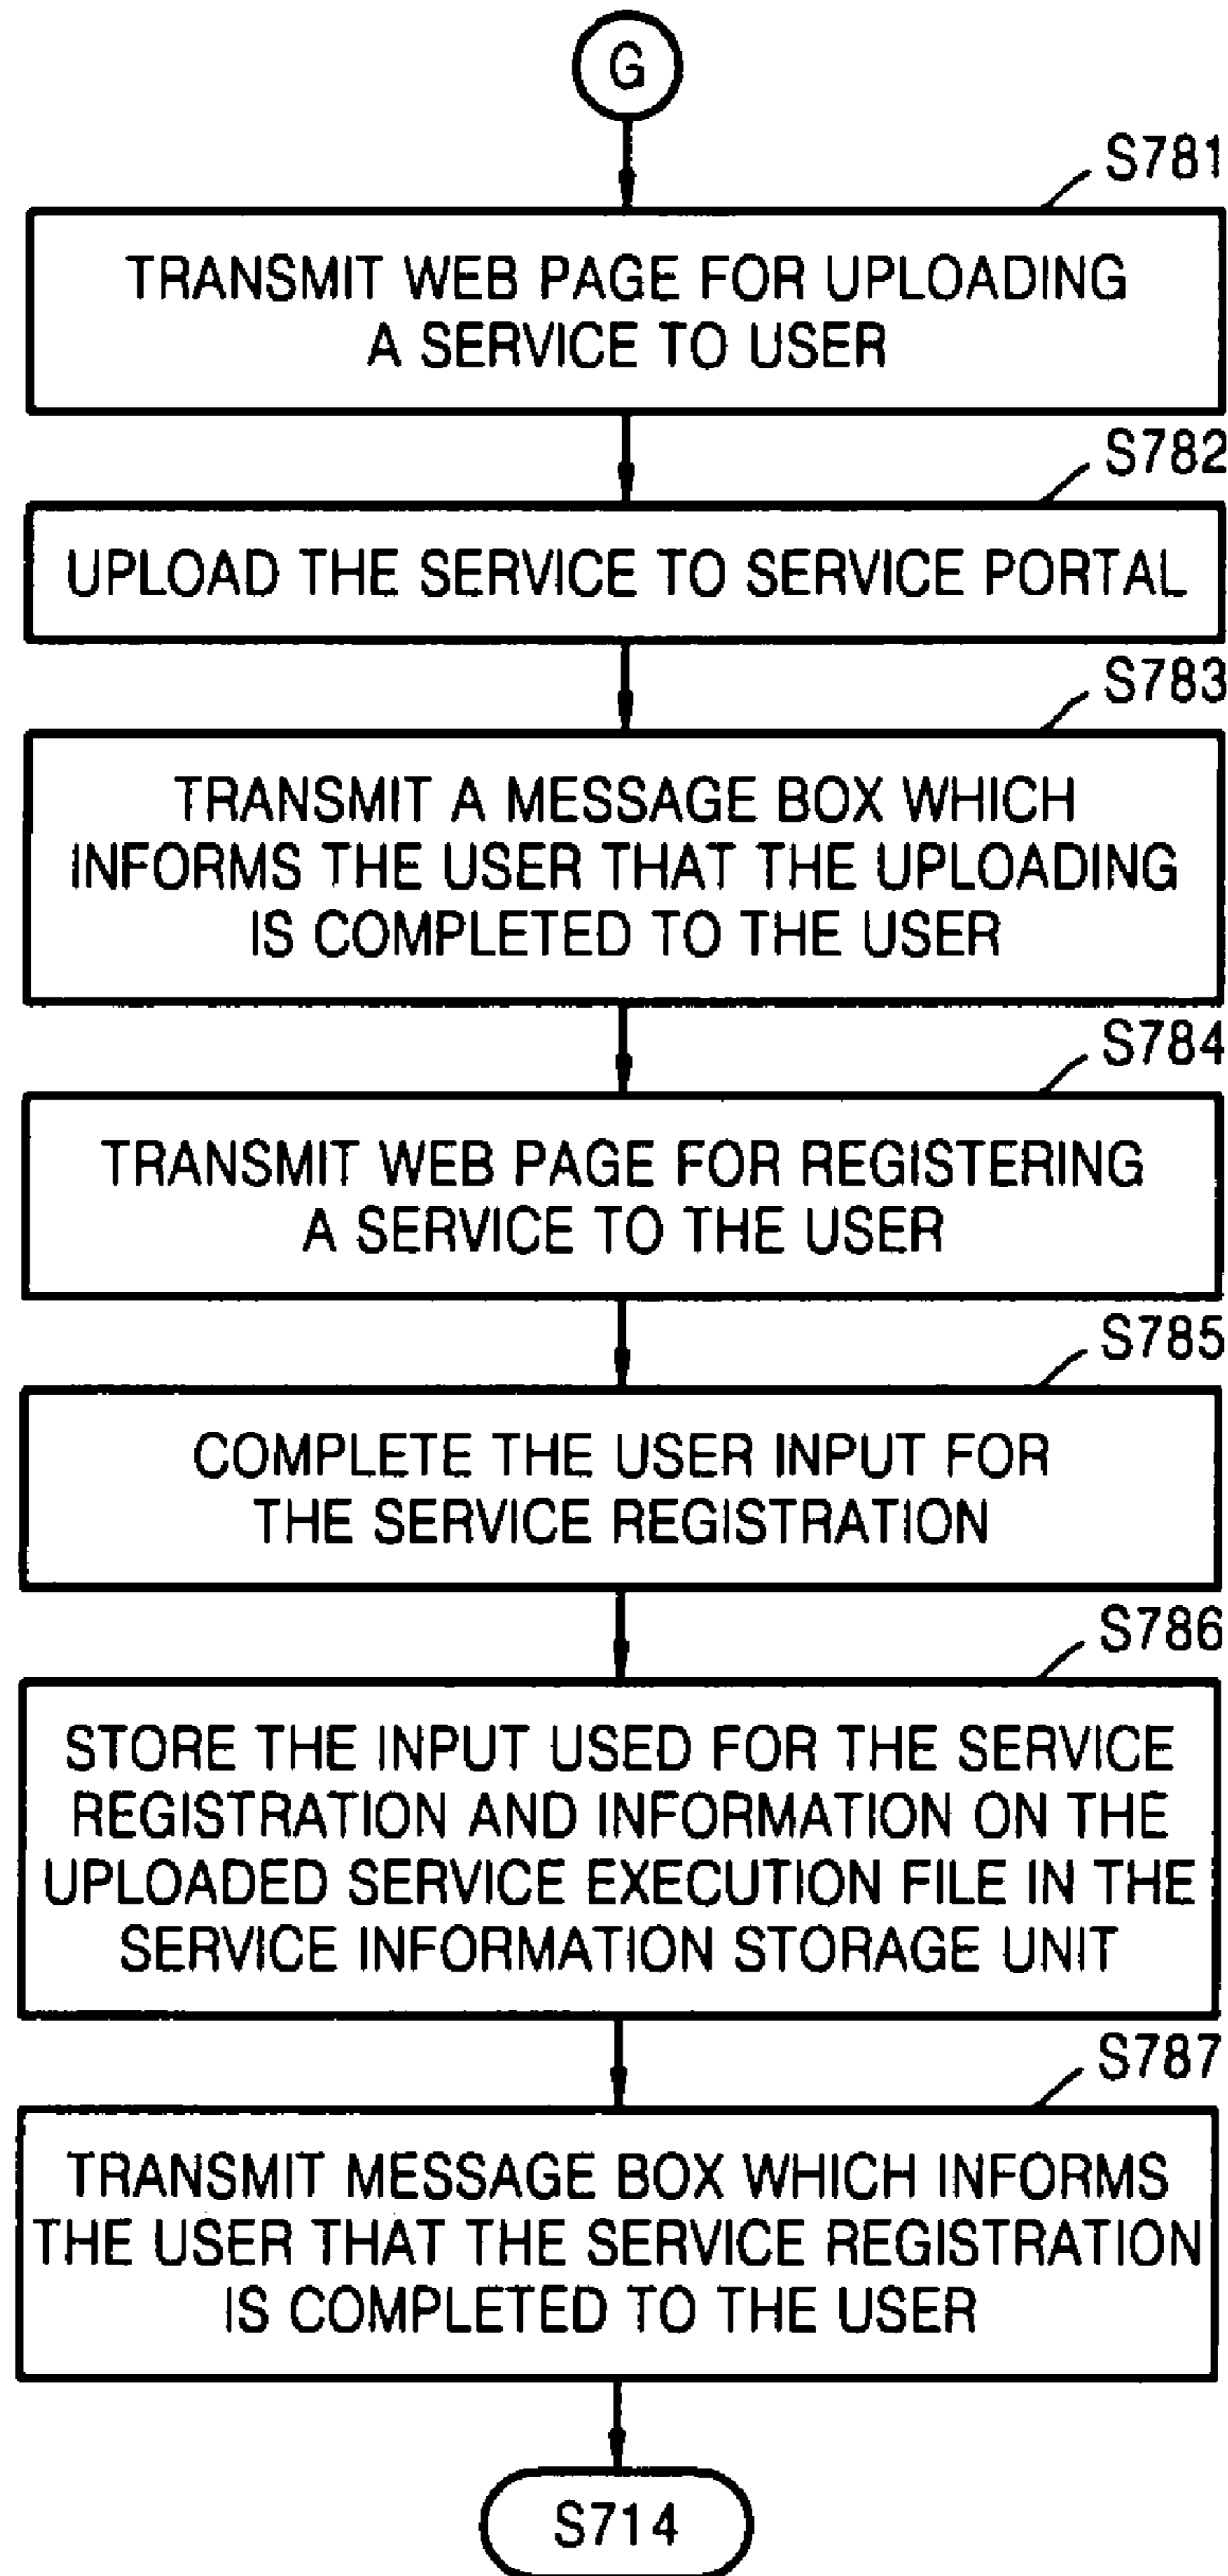 G
S781
TRANSMIT WEB PAGE FOR UPLOADING
A SERVICE TO USER
S782
UPLOAD THE SERVICE TO SERVICE PORTAL
S783
TRANSMIT A MESSAGE BOX WHICH
INFORMS THE USER THAT THE UPLOADING
IS COMPLETED TO THE USER
S784
TRANSMIT WEB PAGE FOR REGISTERING
A SERVICE TO THE USER
S785
COMPLETE THE USER INPUT FOR
THE SERVICE REGISTRATION
S786
STORE THE INPUT USED FOR THE SERVICE
REGISTRATION AND INFORMATION ON THE
UPLOADED SERVICE EXECUTION FILE IN THE
SERVICE INFORMATION STORAGE UNIT
S787
TRANSMIT MESSAGE BOX WHICH INFORMS
THE USER THAT THE SERVICE REGISTRATION
IS COMPLETED TO THE USER
S714